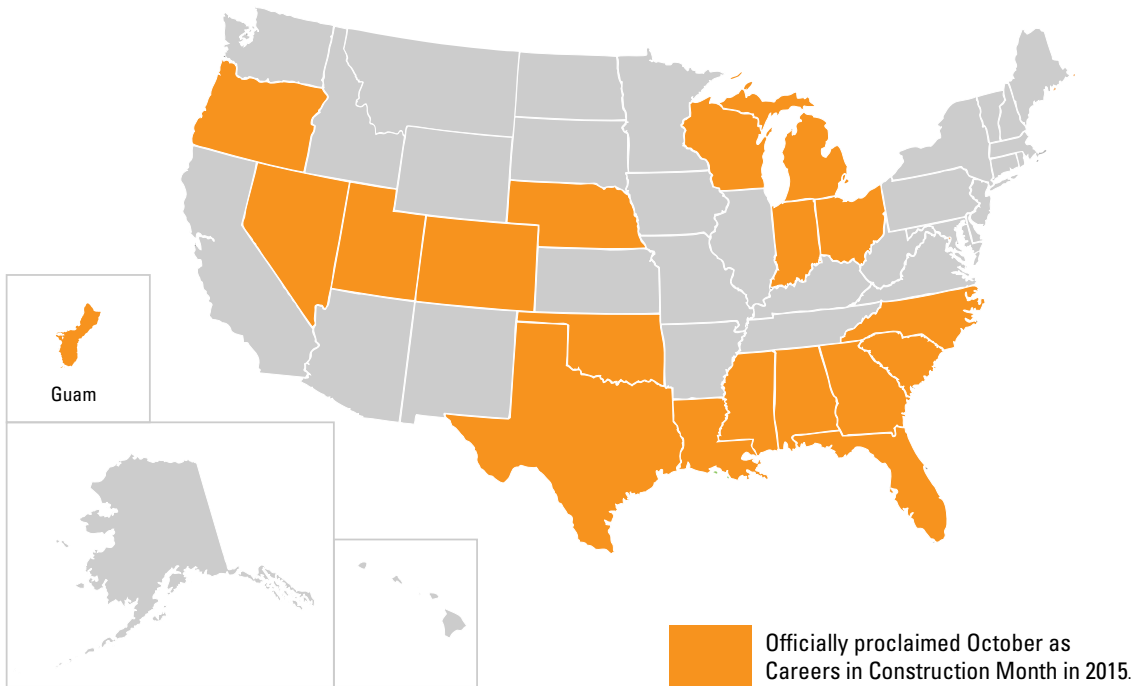 Guam
Officially proclaimed October as
Careers in Construction Month in 2015.